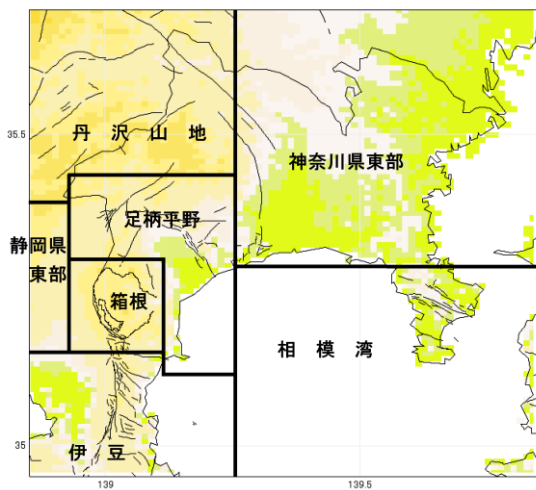 35.5
丹 沢 山 地
神奈川県東部
足柄平野
静岡県
東部
箱根
相 模 湾
35
伊 豆
139
139.5